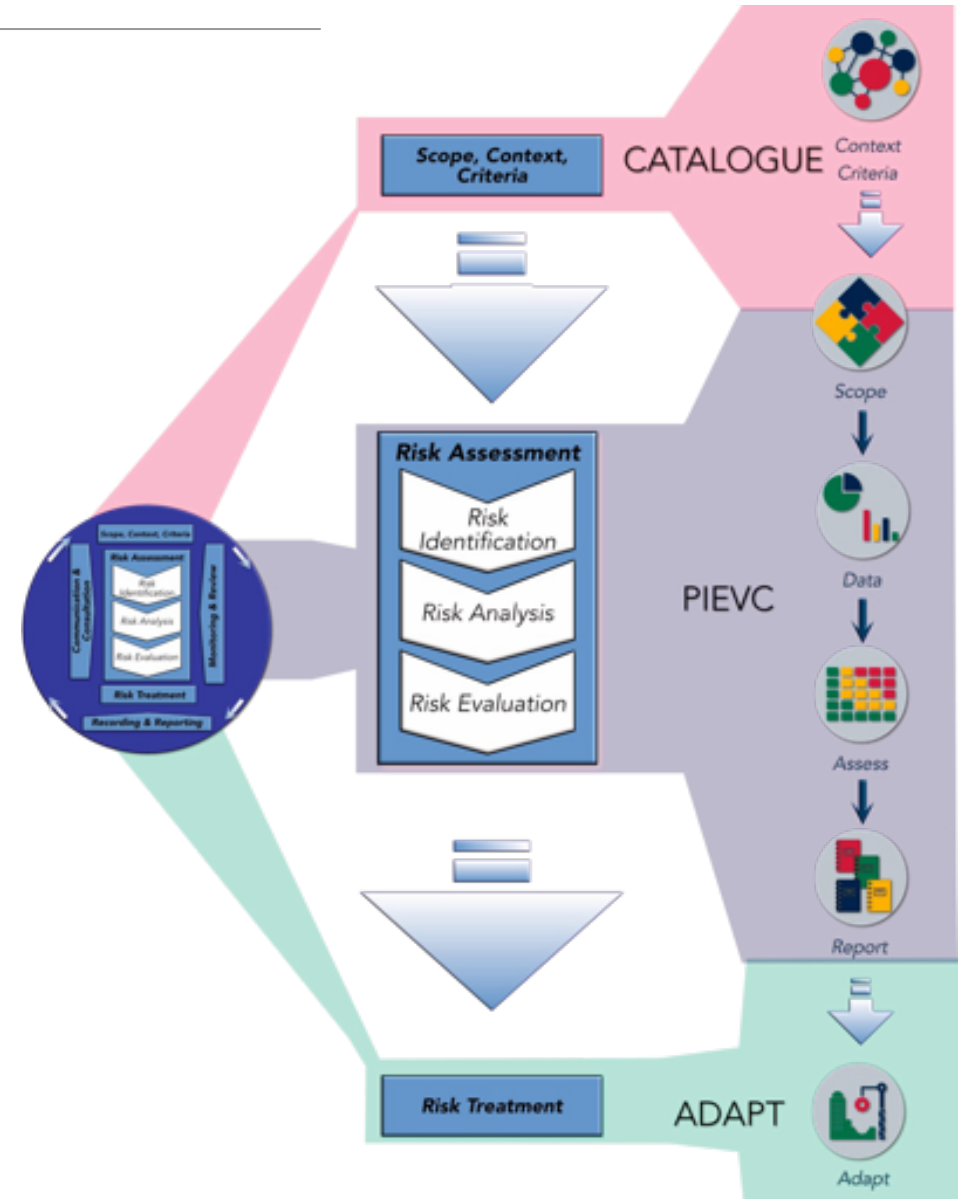 Scope, Context,
Criteria
CATALOGUE
Context
Criteria
Scope
Risk Assessment
Risk
Identification
Risk Analysis
Risk Evaluation
PIEVC
Data
Assess
Report
Scope, Context, Criteria
Risk Assessment
Risk
Identification
Risk Analysis
Risk Evaluation
Communication &
Consultation
Monitoring & Review
Risk Treatment
Recording & Reporting
Risk Treatment
ADAPT
Adapt